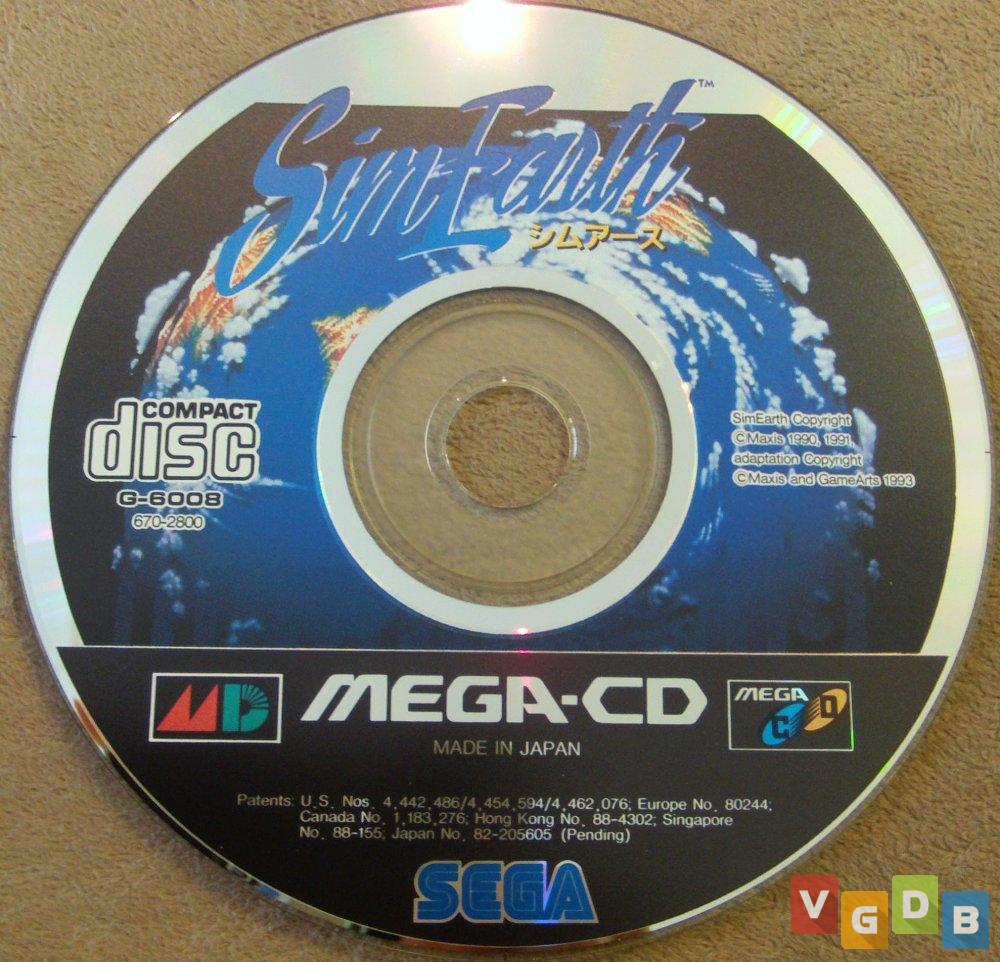 SimEarth™
シムアース
COMPACT
disc
G-6008
670-2800
SimEarth Copyright
©Maxis 1990, 1991,
adaptation Copyright
©Maxis and GameArts 1993
MD
MEGA-CD
MEGA
CD
MADE IN JAPAN
Patents: U.S. Nos. 4,442,486/4,454,594/4,462,076; Europe No. 80244;
Canada No. 1,183,276; Hong Kong No. 88-4302; Singapore
No. 88-155; Japan No. 82-205605 (Pending)
SEGA
VGDB